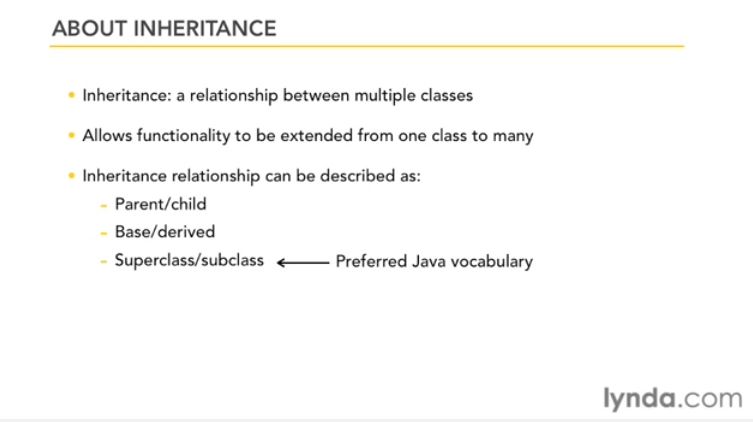 ABOUT INHERITANCE
• Inheritance: a relationship between multiple classes
• Allows functionality to be extended from one class to many
• Inheritance relationship can be described as:
– Parent/child
– Base/derived
– Superclass/subclass ← Preferred Java vocabulary
lynda.com